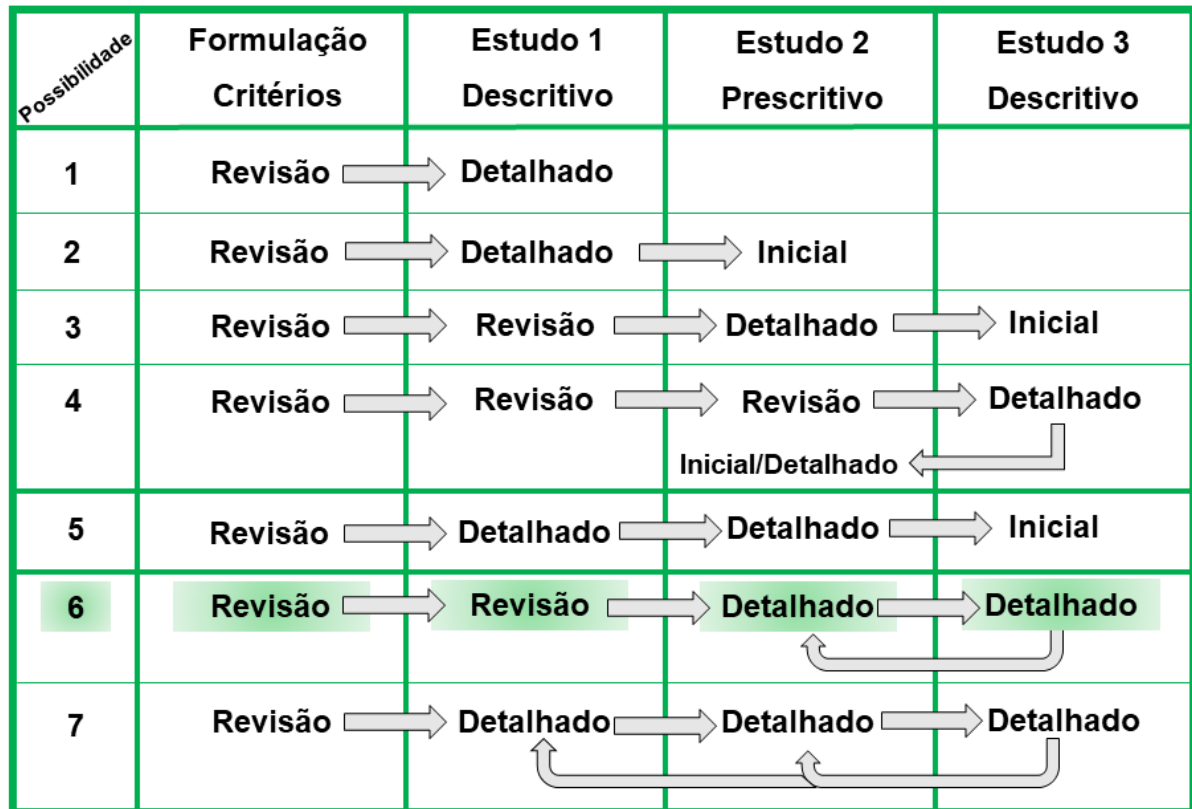 Possibilidade
Formulação
Critérios
Estudo 1
Descritivo
Estudo 2
Prescritivo
Estudo 3
Descritivo
1 Revisão Detalhado
2 Revisão Detalhado Inicial
3 Revisão Revisão Detalhado Inicial
4 Revisão Revisão Revisão Detalhado
Inicial/Detalhado
5 Revisão Detalhado Detalhado Inicial
6 Revisão Revisão Detalhado Detalhado
7 Revisão Detalhado Detalhado Detalhado